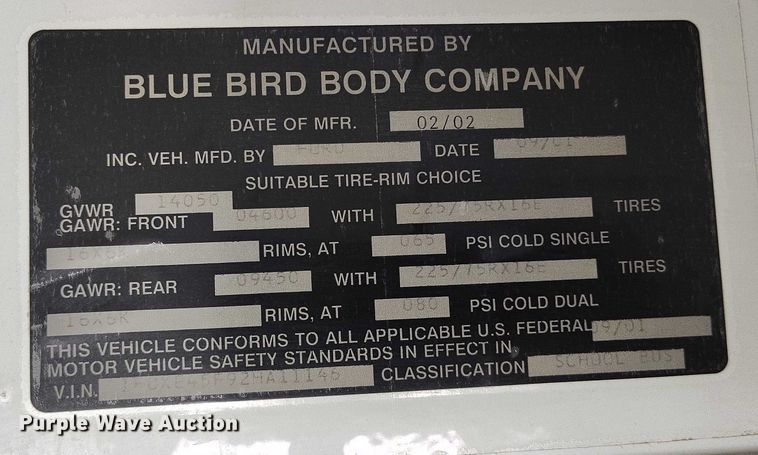 MANUFACTURED BY
BLUE BIRD BODY COMPANY
DATE OF MFR. 02/02
INC. VEH. MFD. BY FORD DATE 09/01
SUITABLE TIRE-RIM CHOICE
GVWR 14050
GAWR: FRONT 04600 WITH 225/75RX16E TIRES
16X6K RIMS, AT 065 PSI COLD SINGLE
GAWR: REAR 09450 WITH 225/75RX16E TIRES
16X6K RIMS, AT 080 PSI COLD DUAL
THIS VEHICLE CONFORMS TO ALL APPLICABLE U.S. FEDERAL 09/01
MOTOR VEHICLE SAFETY STANDARDS IN EFFECT IN
V.I.N. CLASSIFICATION SCHOOL BUS
Purple Wave Auction